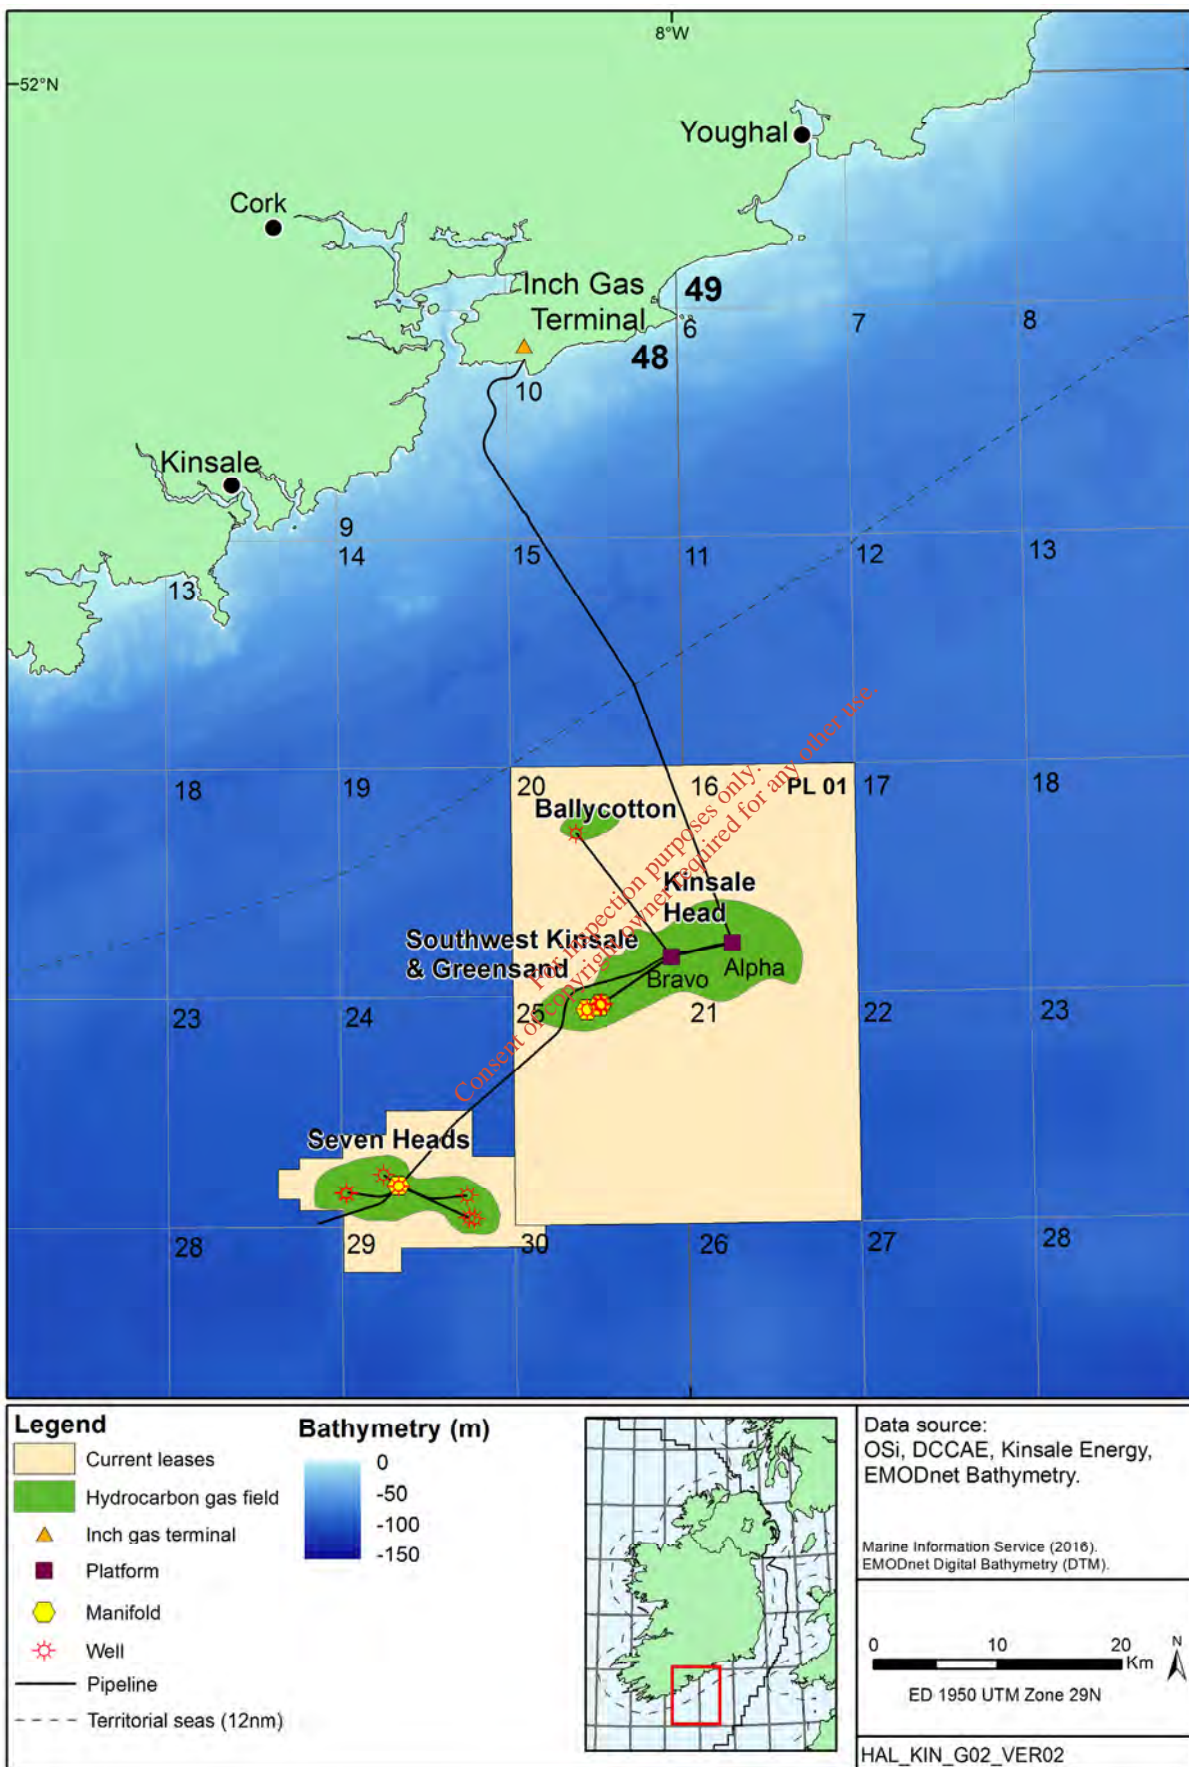 8°W
52°N
Youghal
Cork
Inch Gas
Terminal
49
6
7
8
48
10
Kinsale
9
14
15
11
12
13
13
18
19
20
16
PL 01
17
18
Ballycotton
Kinsale
Head
Southwest Kinsale
& Greensand
Bravo
Alpha
23
24
25
21
22
23
Seven Heads
28
29
30
26
27
28
For inspection purposes only.
Consent of copyright owner required for any other use.
Legend
Current leases
Hydrocarbon gas field
Inch gas terminal
Platform
Manifold
Well
Pipeline
Territorial seas (12nm)
Bathymetry (m)
0
-50
-100
-150
Data source:
OSi, DCCAE, Kinsale Energy,
EMODnet Bathymetry.
Marine Information Service (2016).
EMODnet Digital Bathymetry (DTM).
0 10 20
Km
N
ED 1950 UTM Zone 29N
HAL_KIN_G02_VER02